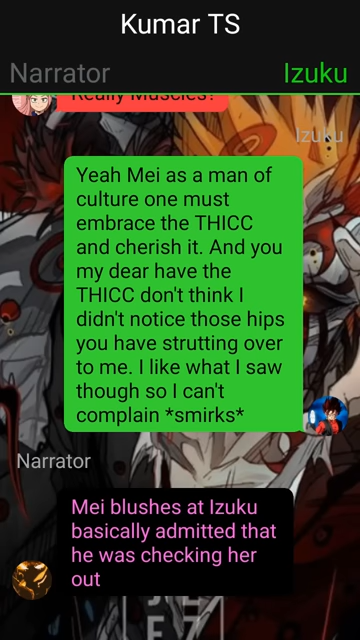 Kumar TS
Narrator
Izuku
Really Muscles?
Izuku
Yeah Mei as a man of
culture one must
embrace the THICC
and cherish it. And you
my dear have the
THICC don't think I
didn't notice those hips
you have strutting over
to me. I like what I saw
though so I can't
complain *smirks*
Narrator
Mei blushes at Izuku
basically admitted that
he was checking her
out